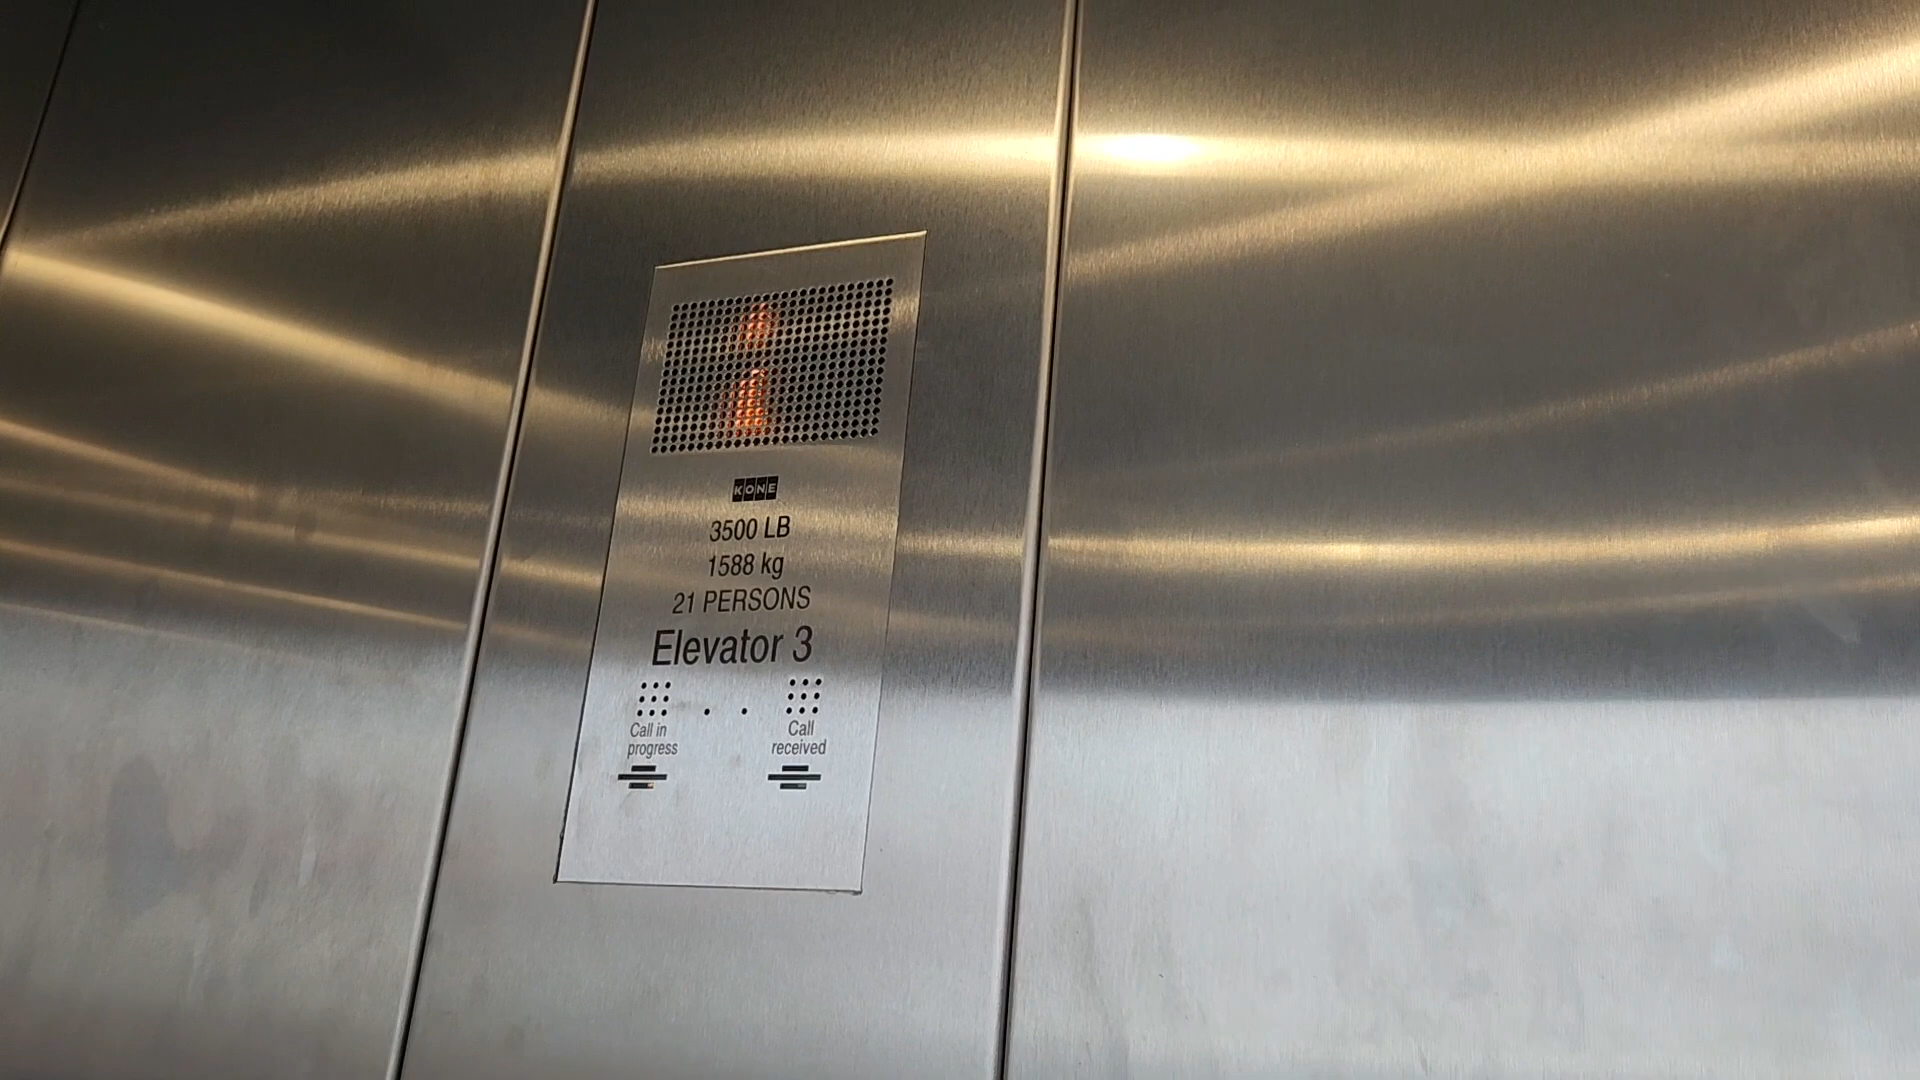 KONE
3500 LB
1588 kg
21 PERSONS
Elevator 3
Call in
progress
Call
received